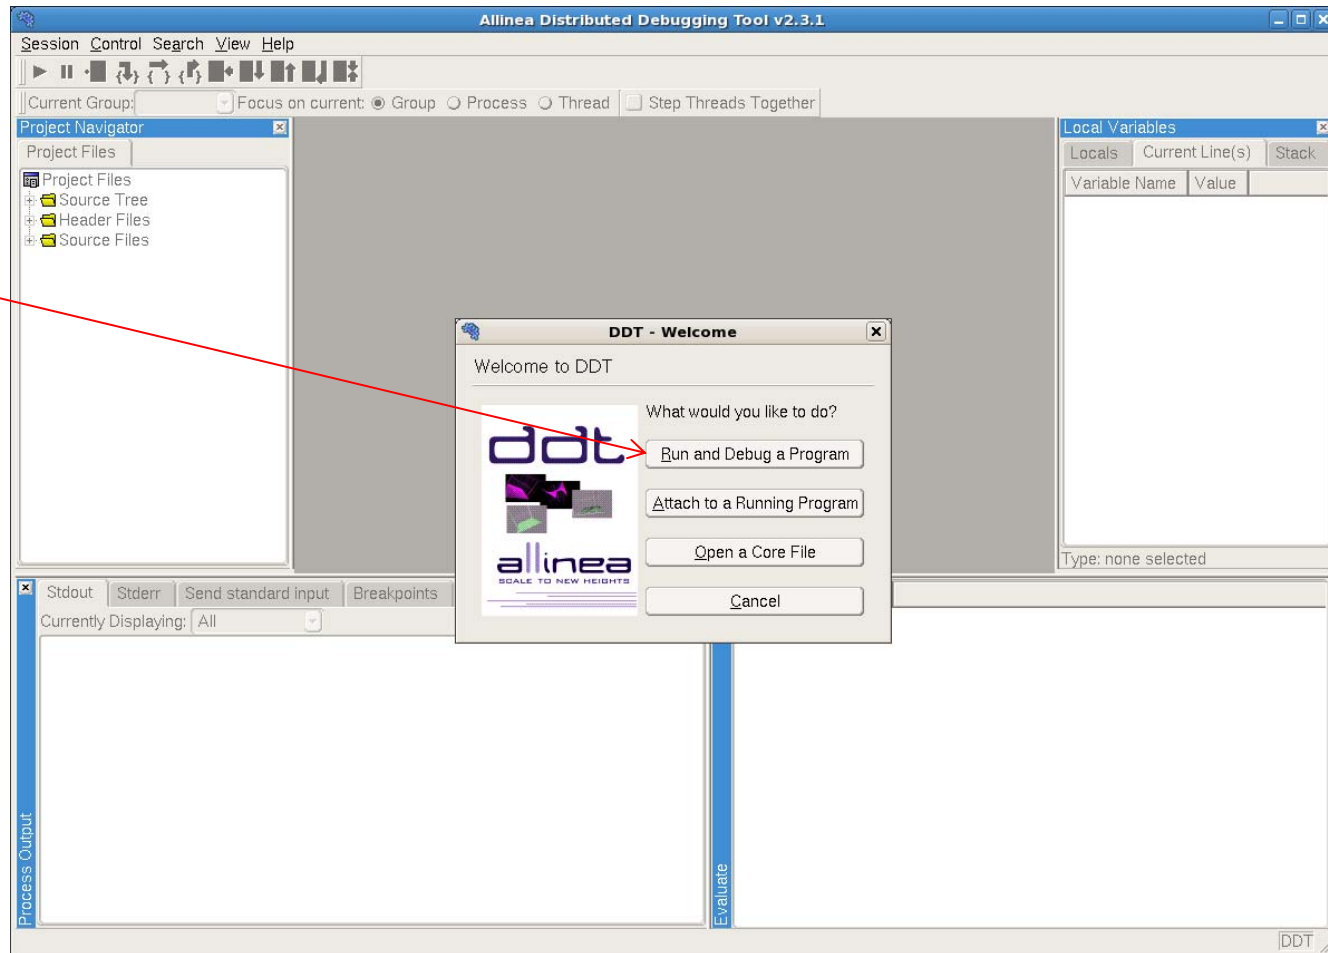 Allinea Distributed Debugging Tool v2.3.1
Session Control Search View Help
Current Group: Focus on current: Group Process Thread Step Threads Together
Project Navigator
Project Files
Project Files
Source Tree
Header Files
Source Files
Local Variables
Locals Current Line(s) Stack
Variable Name Value
Type: none selected
DDT - Welcome
Welcome to DDT
What would you like to do?
ddt
allinea
SCALE TO NEW HEIGHTS
Run and Debug a Program
Attach to a Running Program
Open a Core File
Cancel
Stdout Stderr Send standard input Breakpoints
Currently Displaying: All
Process Output
Evaluate
DDT